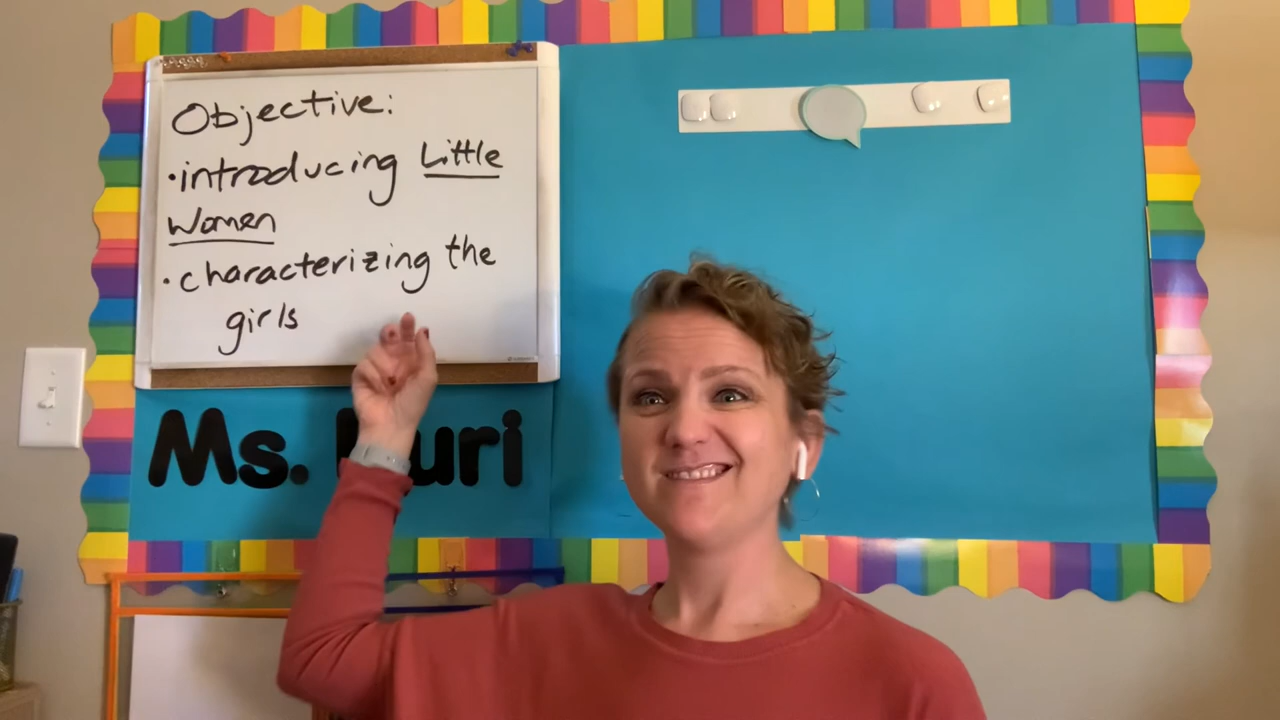 Objective:
·introducing Little
Women
·characterizing the
girls
Ms. uri